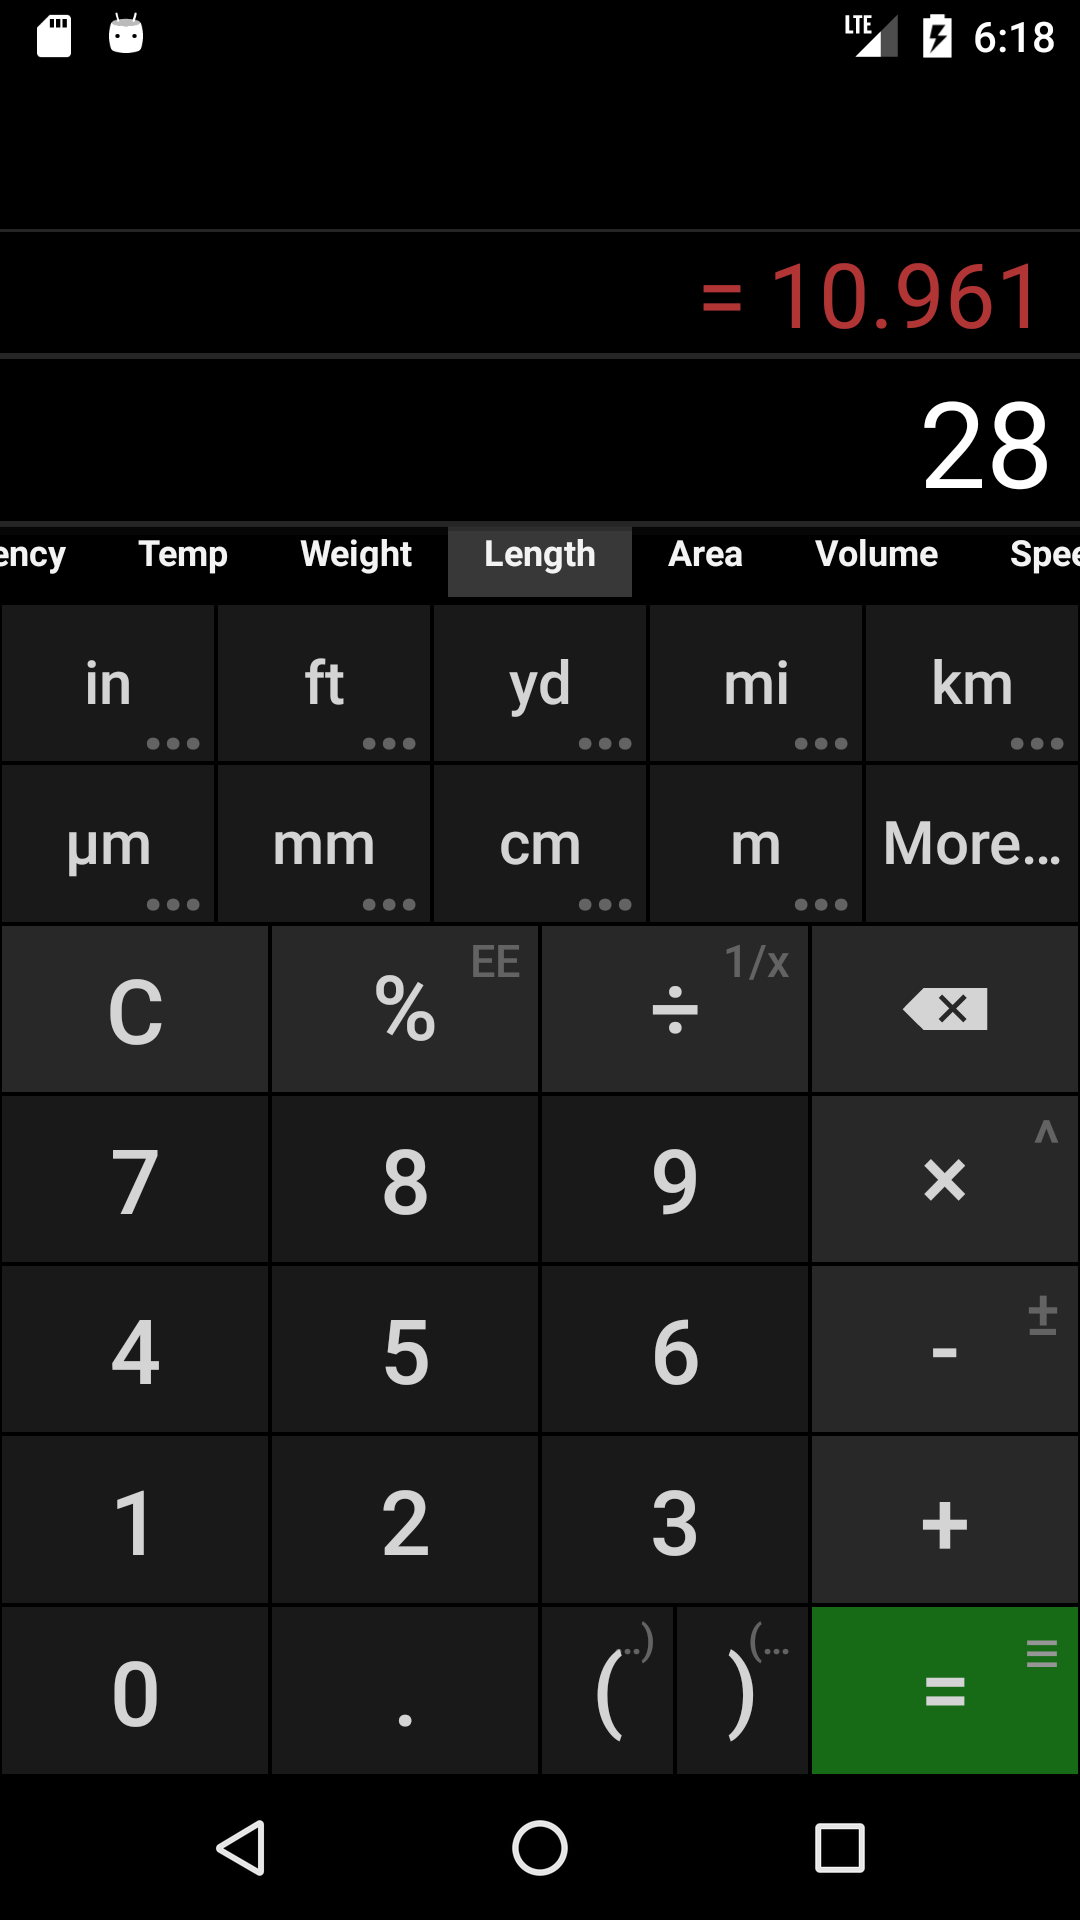 LTE 6:18
= 10.961
28
ency Temp Weight Length Area Volume Spee
in ft yd mi km
µm mm cm m More...
C % EE ÷ 1/x
7 8 9 × ^
4 5 6 - ±
1 2 3 +
0 . ( ..) ) (... =